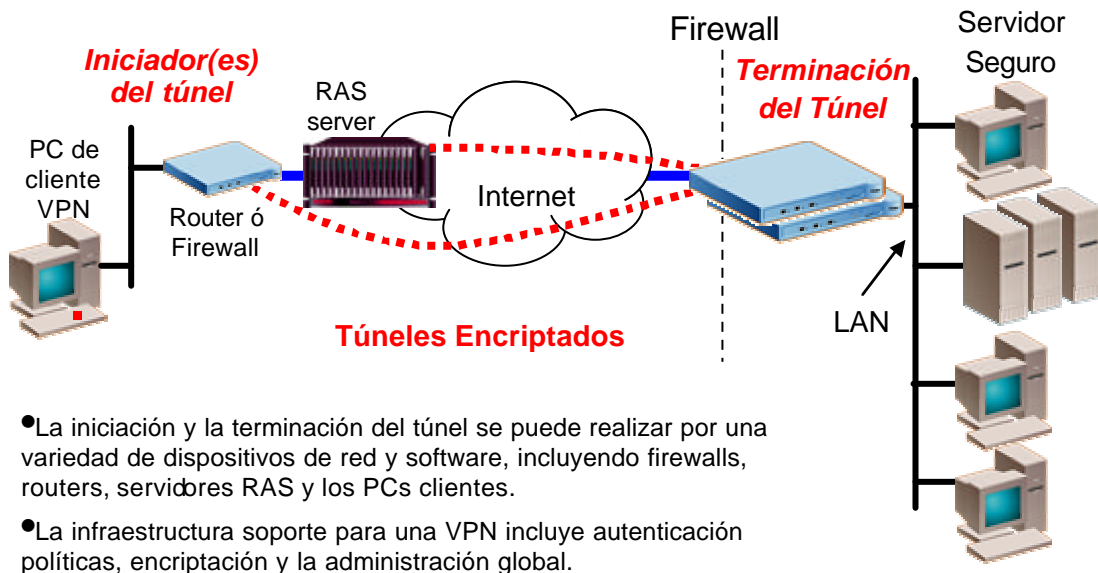 Firewall
Servidor
Seguro
Iniciador(es)
del túnel
Terminación
del Túnel
RAS
server
PC de
cliente
VPN
Internet
Router ó
Firewall
LAN
Túneles Encriptados
•La iniciación y la terminación del túnel se puede realizar por una
variedad de dispositivos de red y software, incluyendo firewalls,
routers, servidores RAS y los PCs clientes.
•La infraestructura soporte para una VPN incluye autenticación
políticas, encriptación y la administración global.